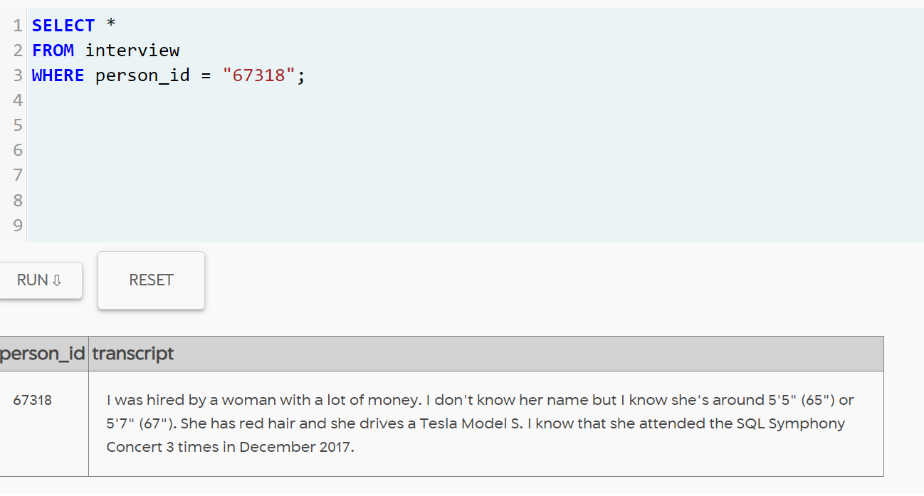 1 SELECT *
2 FROM interview
3 WHERE person_id = "67318";
4
5
6
7
8
9
RUN ⇩ RESET
person_id transcript
67318 I was hired by a woman with a lot of money. I don't know her name but I know she's around 5'5" (65") or
5'7" (67"). She has red hair and she drives a Tesla Model S. I know that she attended the SQL Symphony
Concert 3 times in December 2017.